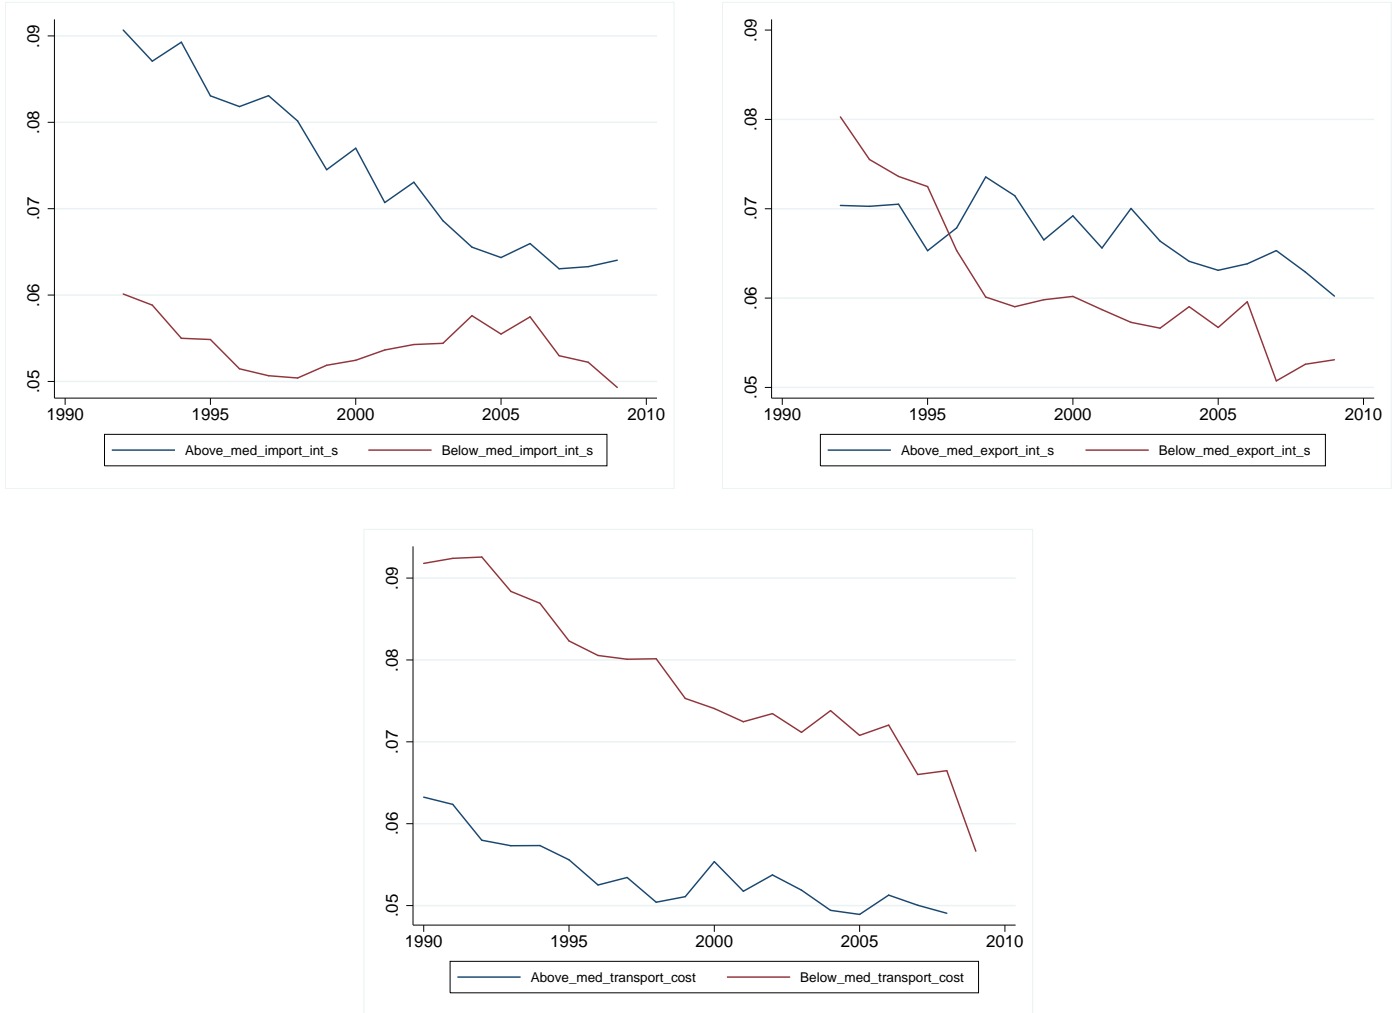 .09
.08
.07
.06
.05
1990 1995 2000 2005 2010
Above_med_import_int_s Below_med_import_int_s
.09
.08
.07
.06
.05
1990 1995 2000 2005 2010
Above_med_export_int_s Below_med_export_int_s
.09
.08
.07
.06
.05
1990 1995 2000 2005 2010
Above_med_transport_cost Below_med_transport_cost